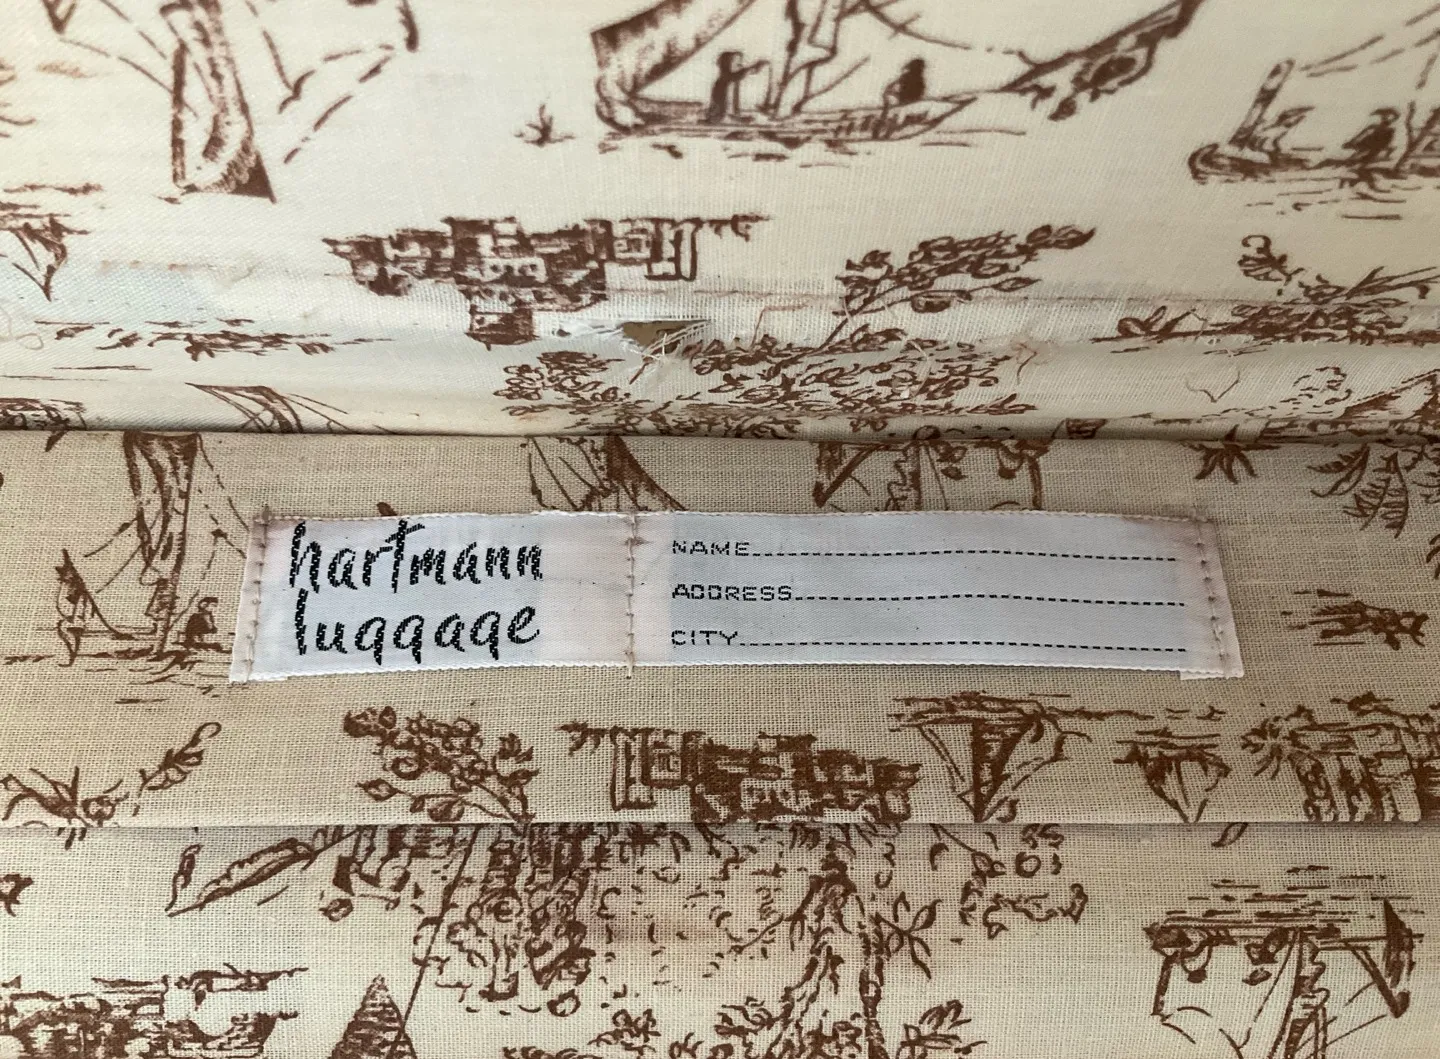 hartmann
luggage
NAME
ADDRESS
CITY